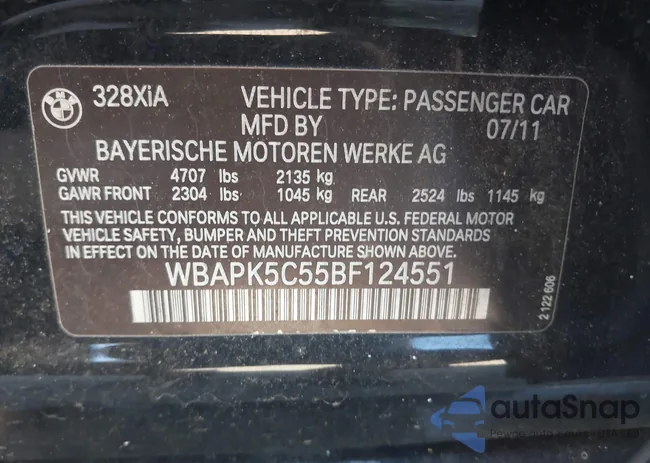 328XiA VEHICLE TYPE: PASSENGER CAR
MFD BY 07/11
BAYERISCHE MOTOREN WERKE AG
GVWR 4707 lbs 2135 kg
GAWR FRONT 2304 lbs 1045 kg REAR 2524 lbs 1145 kg
THIS VEHICLE CONFORMS TO ALL APPLICABLE U.S. FEDERAL MOTOR
VEHICLE SAFETY, BUMPER AND THEFT PREVENTION STANDARDS
IN EFFECT ON THE DATE OF MANUFACTURE SHOWN ABOVE.
WBAPK5C55BF124551
2 122 606
autoSnap